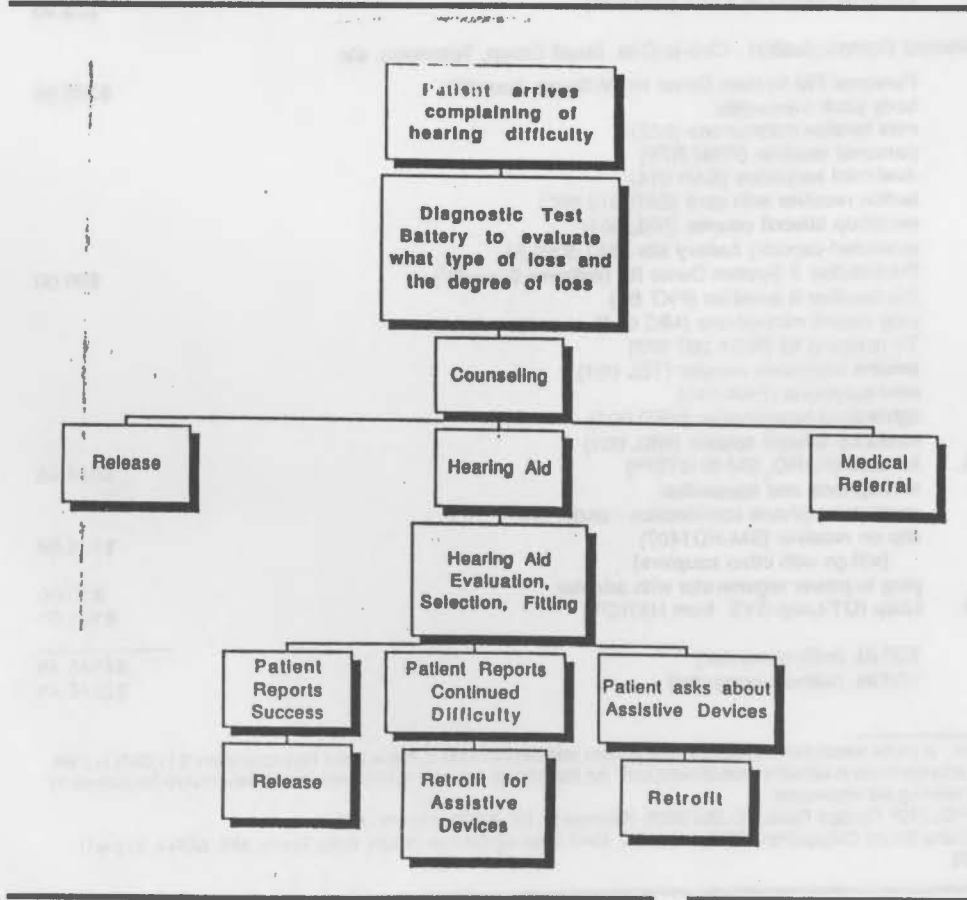 Patient arrives
complaining of
hearing difficulty
Diagnostic Test
Battery to evaluate
what type of loss and
the degree of loss
Counseling
Release
Hearing Aid
Medical
Referral
Hearing Aid
Evaluation,
Selection, Fitting
Patient
Reports
Success
Patient Reports
Continued
Difficulty
Patient asks about
Assistive Devices
Release
Retrofit for
Assistive
Devices
Retrofit